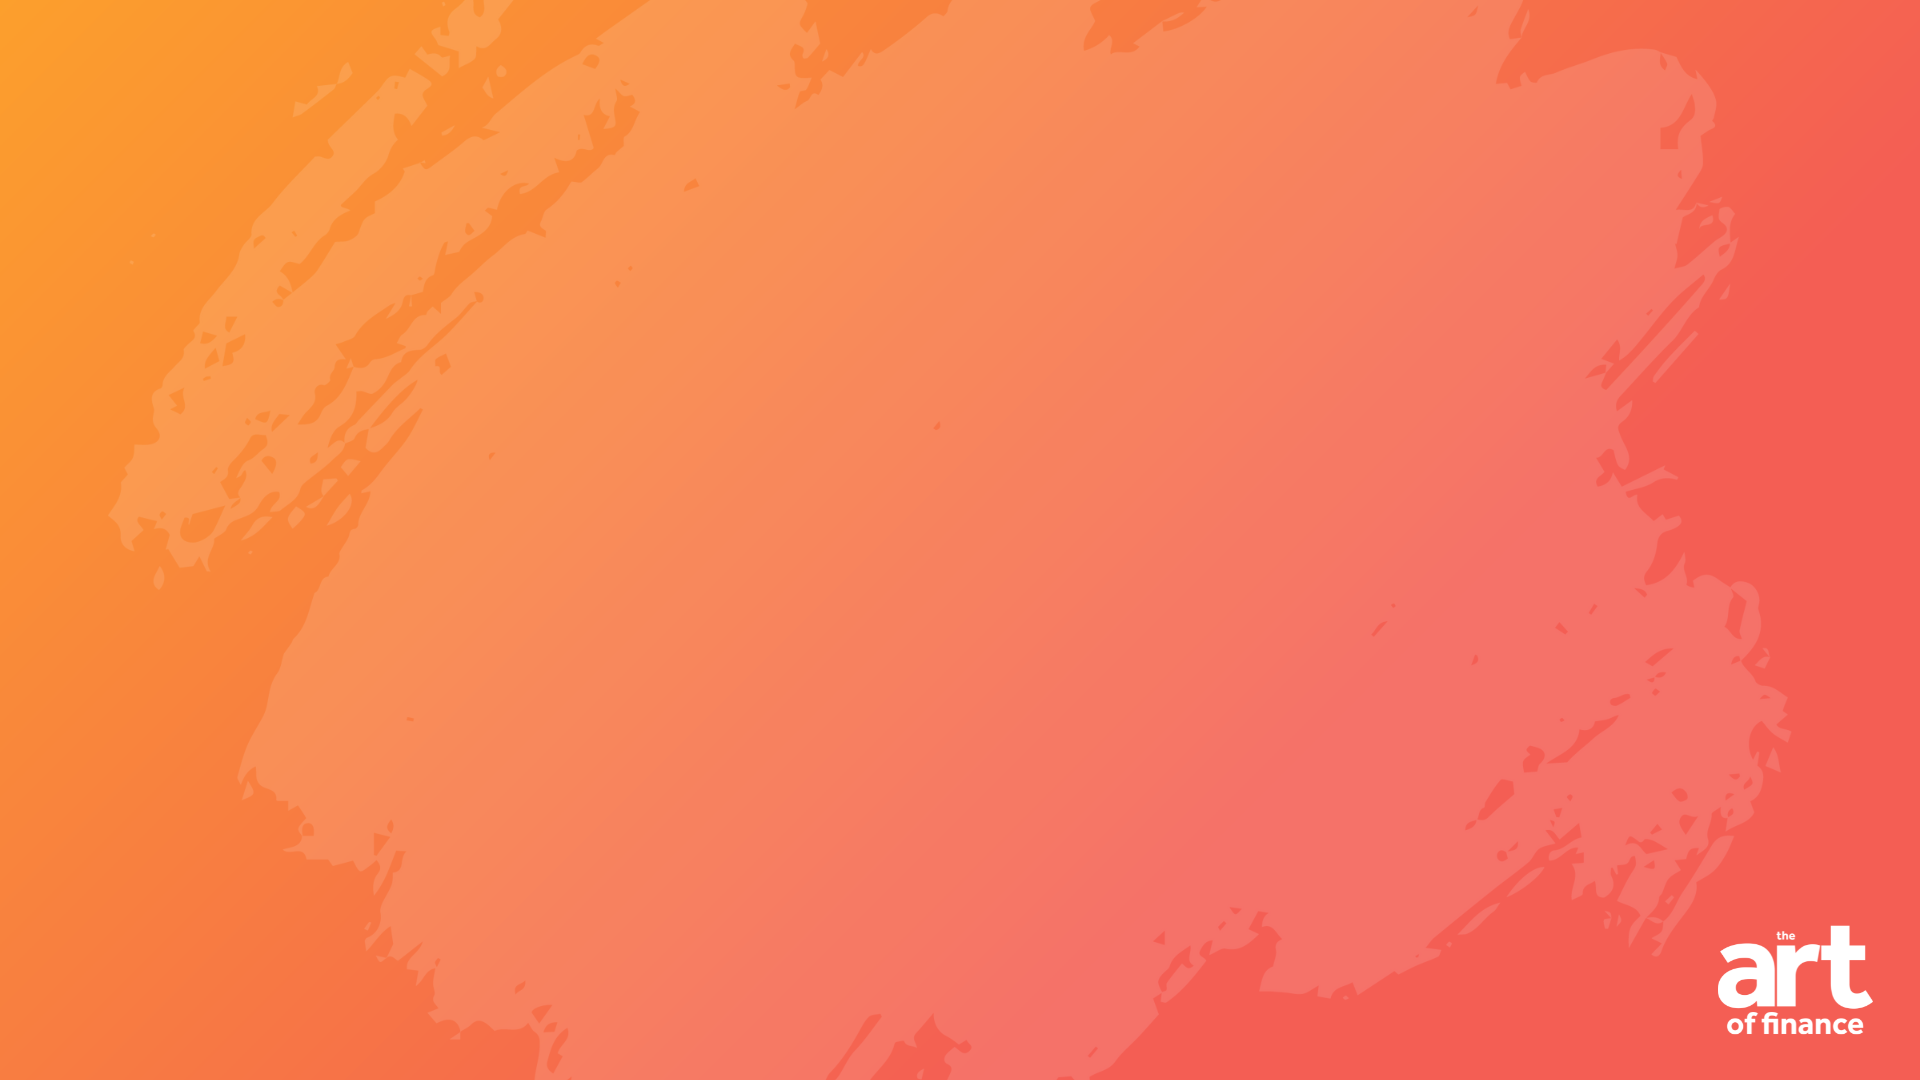 the
art
of finance